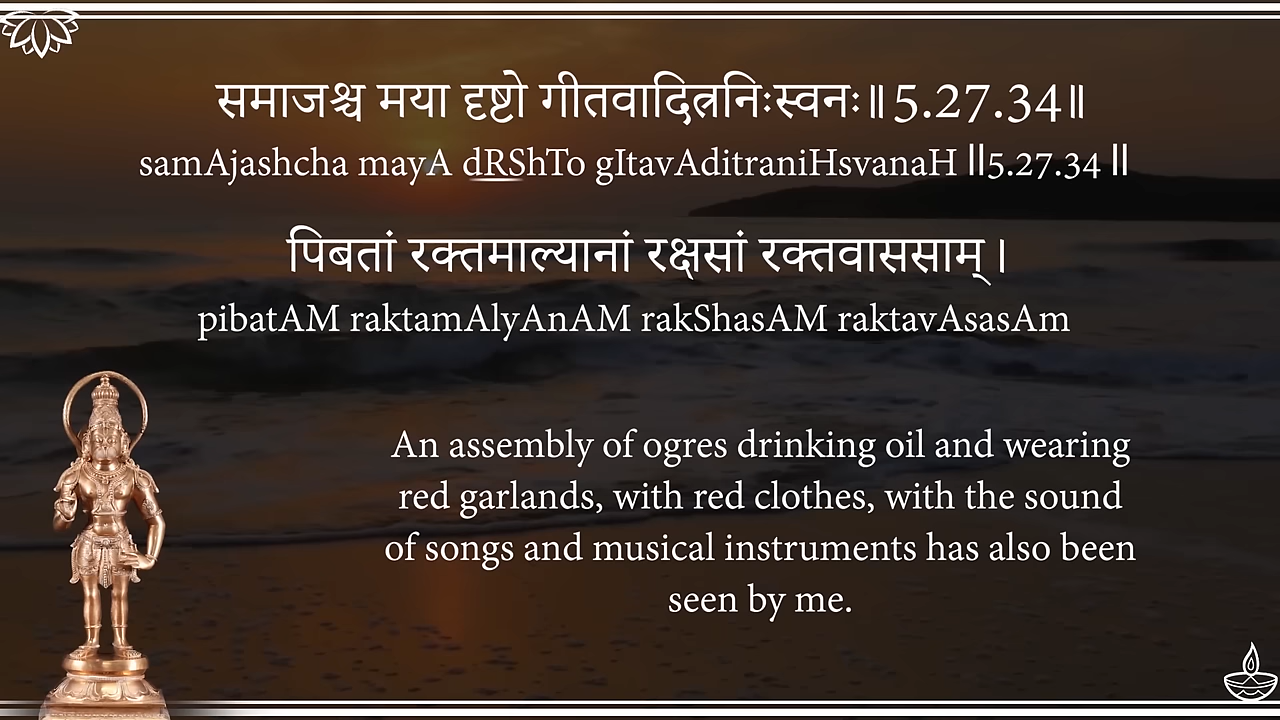 समाजश्च मया दृष्टो गीतवादित्रनिःस्वनः॥5.27.34॥
samAjashcha mayA dRShTo gItavAditraniHsvanaH ||5.27.34 ||
पिबतां रक्तमाल्यानां रक्षसां रक्तवाससाम्।
pibatAM raktamAlyAnAM rakShasAM raktavAsasAm
An assembly of ogres drinking oil and wearing
red garlands, with red clothes, with the sound
of songs and musical instruments has also been
seen by me.